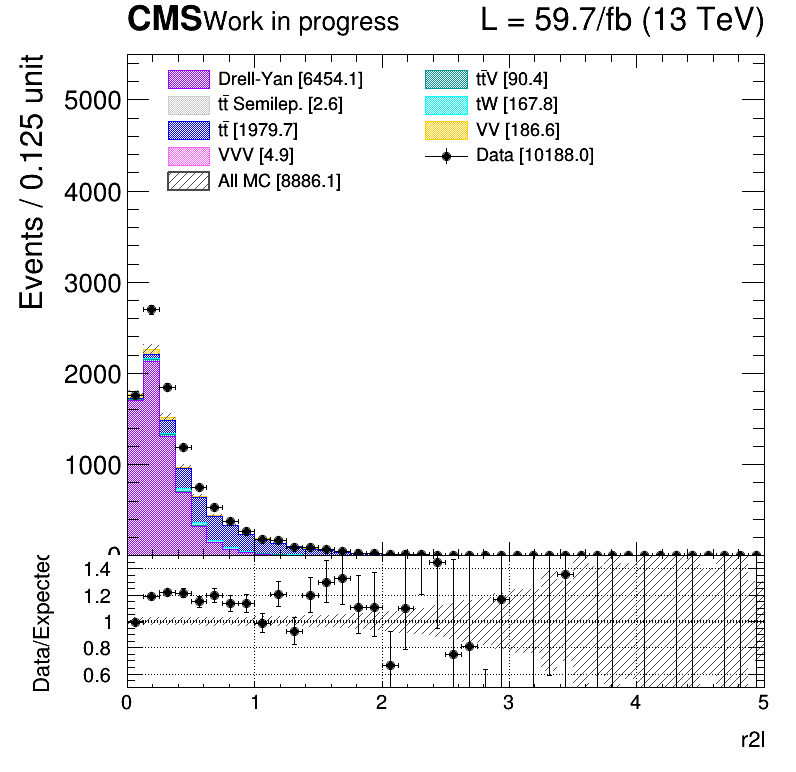 CMS Work in progress L = 59.7/fb (13 TeV)
Events / 0.125 unit
5000
4000
3000
2000
1000
0
Drell-Yan [6454.1]
tt̄ Semilep. [2.6]
tt̄ [1979.7]
VVV [4.9]
All MC [8886.1]
tt̄V [90.4]
tW [167.8]
VV [186.6]
Data [10188.0]
Data/Expected
1.4
1.2
1
0.8
0.6
0 1 2 3 4 5
r2l